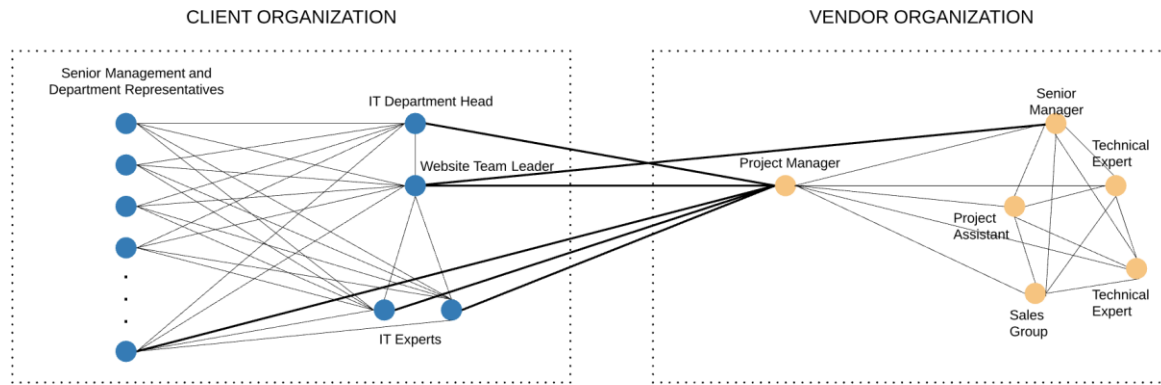 CLIENT ORGANIZATION
VENDOR ORGANIZATION
Senior Management and
Department Representatives
IT Department Head
Website Team Leader
IT Experts
Project Manager
Senior
Manager
Technical
Expert
Project
Assistant
Technical
Expert
Sales
Group